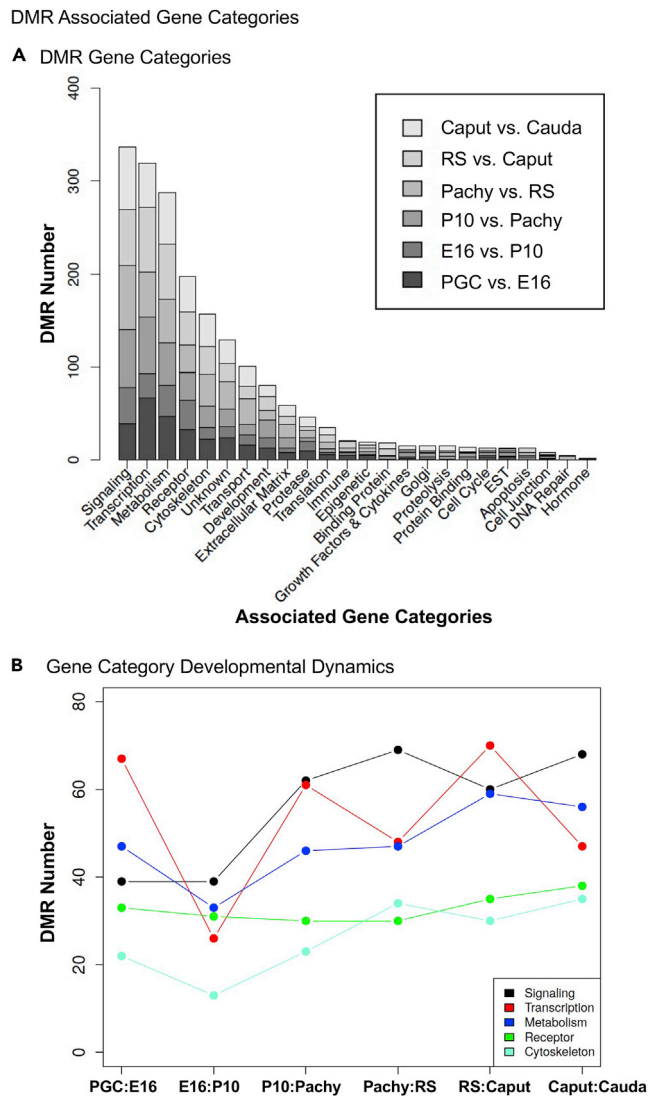 DMR Associated Gene Categories
A DMR Gene Categories
400
300
200
100
0
DMR Number
Caput vs. Cauda
RS vs. Caput
Pachy vs. RS
P10 vs. Pachy
E16 vs. P10
PGC vs. E16
Signaling
Transcription
Metabolism
Receptor
Cytoskeleton
Unknown
Transport
Development
Extracellular Matrix
Protease
Translation
Immune
Epigenetic
Binding Protein
Growth Factors & Cytokines
Golgi
Proteolysis
Protein Binding
Cell Cycle
EST
Apoptosis
Cell Junction
DNA Repair
Hormone
Associated Gene Categories
B Gene Category Developmental Dynamics
80
60
40
20
0
DMR Number
Signaling
Transcription
Metabolism
Receptor
Cytoskeleton
PGC:E16 E16:P10 P10:Pachy Pachy:RS RS:Caput Caput:Cauda